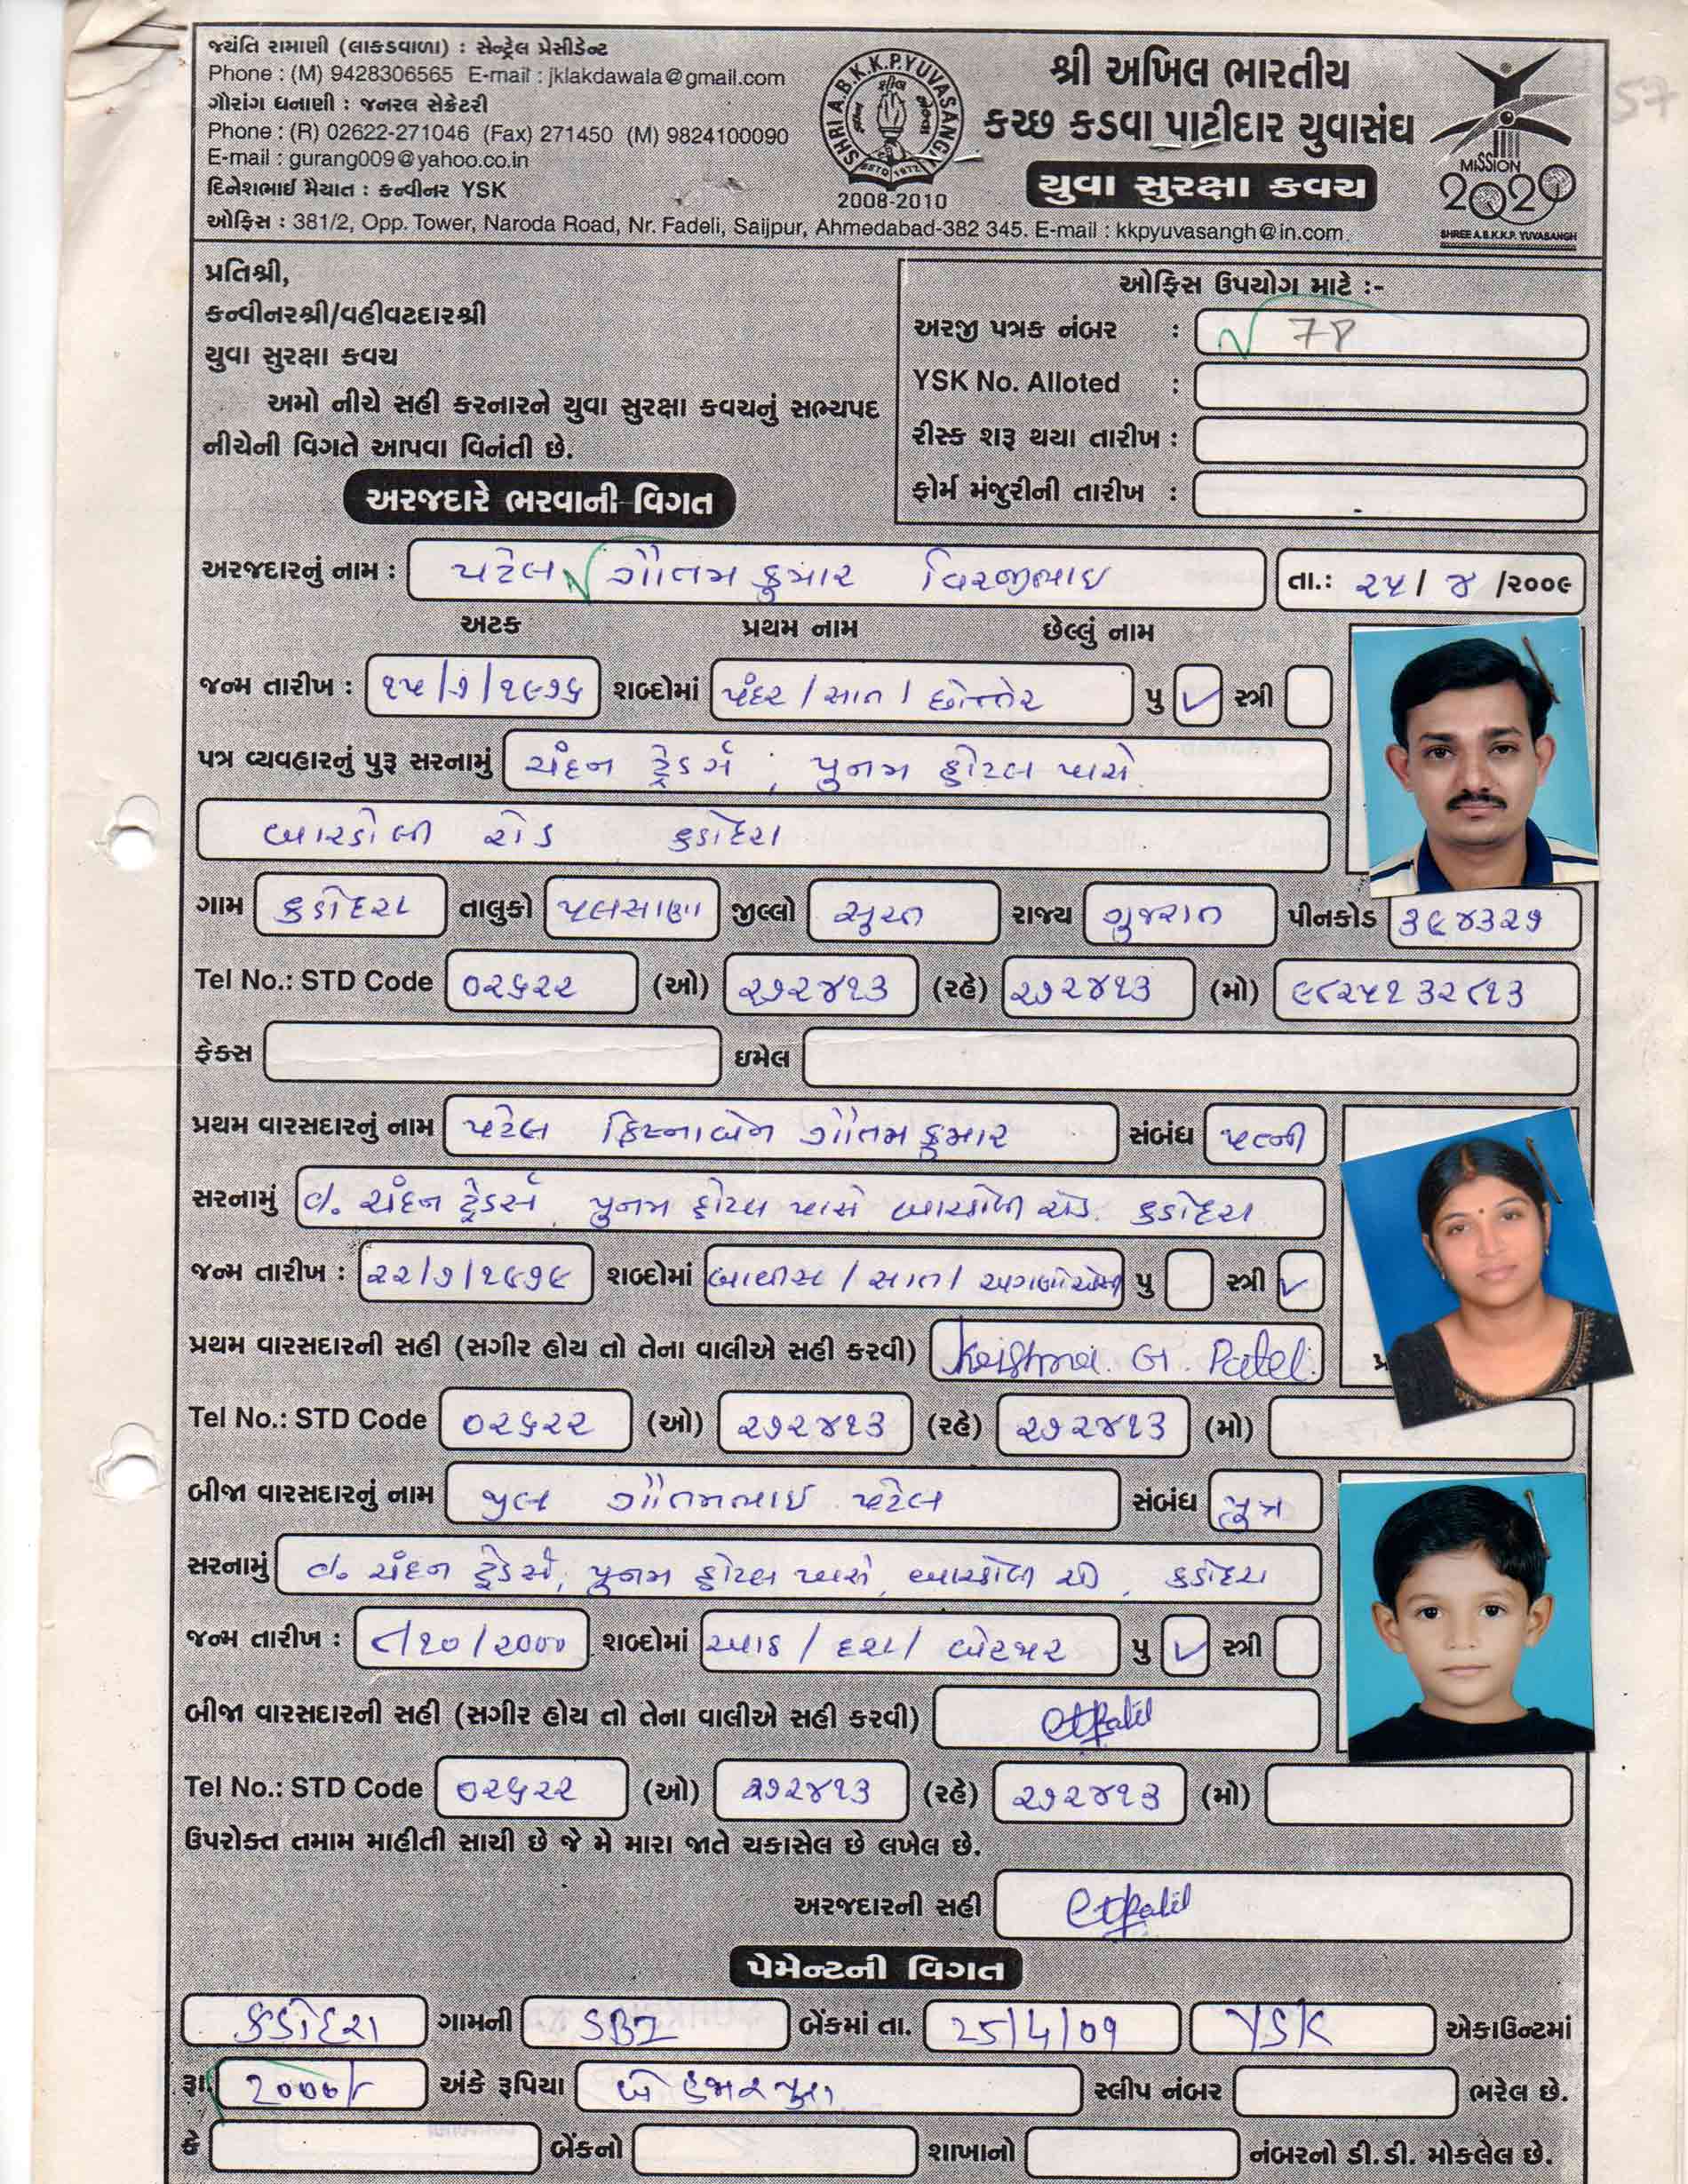 જયંતિ રામાણી (લાકડાવાળા) : સેન્ટ્રેલ પ્રેસીડેન્ટ
Phone : (M) 9428306565 E-mail : jklakdawala@gmail.com
ગૌરાંગ ધનાણી : જનરલ સેક્રેટરી
Phone : (R) 02622-271046 (Fax) 271450 (M) 9824100090
E-mail : gurang009@yahoo.co.in
દિનેશભાઈ મૈયાત : કન્વીનર YSK
ઓફિસ : 381/2, Opp. Tower, Naroda Road, Nr. Fadeli, Saijpur, Ahmedabad-382 345. E-mail : kkpyuvasangh@in.com.
SHRI A.B.K.K.P. YUVASANGH
ESTD 1972
2008-2010
શ્રી અખિલ ભારતીય
કચ્છ કડવા પાટીદાર યુવાસંઘ
યુવા સુરક્ષા કવચ
MISSION
2020
SHREE A.B.K.K.P. YUVASANGH
57
પ્રતિશ્રી,
કન્વીનરશ્રી/વહીવટદારશ્રી
યુવા સુરક્ષા કવચ
અમો નીચે સહી કરનારને યુવા સુરક્ષા કવચનું સભ્યપદ
નીચેની વિગતે આપવા વિનંતી છે.
ઓફિસ ઉપયોગ માટે :-
અરજી પત્રક નંબર :
YSK No. Alloted :
રીસ્ક શરૂ થયા તારીખ :
ફોર્મ મંજુરીની તારીખ :
અરજદારે ભરવાની વિગત
અરજદારનું નામ : પટેલ ગૌતમ કુમાર વિરજીભાઇ તા.: ૨૫/ ૪ /૨૦૦૯
અટક પ્રથમ નામ છેલ્લું નામ
જન્મ તારીખ : ૧૫/૭/૧૯૭૬ શબ્દોમાં પંદર / સાત / છોત્તેર પુ ✓ સ્ત્રી
પત્ર વ્યવહારનું પુરૂ સરનામું ચંદન ટ્રેડર્સ, પુનમ હોટલ પાસે
બારડોલી રોડ કડોદરા
ગામ કડોદરા તાલુકો પલસાણા જીલ્લો સુરત રાજ્ય ગુજરાત પીનકોડ ૩૯૪૩૨૭
Tel No.: STD Code ૦૨૬૨૨ (ઓ) ૨૭૨૪૧૩ (રહે) ૨૭૨૪૧૩ (મો) ૯૮૨૫૧૩૨૮૧૩
ફેક્સ ઇમેલ
પ્રથમ વારસદારનું નામ પટેલ ક્રિષ્નાબેન ગૌતમ કુમાર સંબંધ પત્ની
સરનામું c/. ચંદન ટ્રેડર્સ, પુનમ હોટલ પાસે બારડોલી રોડ. કડોદરા
જન્મ તારીખ : ૨૨/૭/૧૯૭૯ શબ્દોમાં બાવીસ / સાત / પુ સ્ત્રી ✓
પ્રથમ વારસદારની સહી (સગીર હોય તો તેના વાલીએ સહી કરવી) Krishna. G. Patel.
Tel No.: STD Code ૦૨૬૨૨ (ઓ) ૨૭૨૪૧૩ (રહે) ૨૭૨૪૧૩ (મો)
બીજા વારસદારનું નામ ગૌતમભાઇ પટેલ સંબંધ પુત્ર
સરનામું c/. ચંદન ટ્રેડર્સ, પુનમ હોટલ પાસે, બારડોલી રોડ, કડોદરા
જન્મ તારીખ : ૮/૧૦/૨૦૦૦ શબ્દોમાં આઠ / દશ / બેહજાર પુ ✓ સ્ત્રી
બીજા વારસદારની સહી (સગીર હોય તો તેના વાલીએ સહી કરવી)
Tel No.: STD Code ૦૨૬૨૨ (ઓ) ૨૭૨૪૧૩ (રહે) ૨૭૨૪૧૩ (મો)
ઉપરોક્ત તમામ માહીતી સાચી છે જે મે મારા જાતે ચકાસેલ છે લખેલ છે.
અરજદારની સહી
પેમેન્ટની વિગત
કડોદરા ગામની SBI બેંકમાં તા. 25/4/09 YSK એકાઉન્ટમાં
રૂા. 2000/- અંકે રૂપિયા બે હજાર પુરા સ્લીપ નંબર ભરેલ છે.
કે બેંકનો શાખાનો નંબરનો ડી.ડી. મોકલેલ છે.